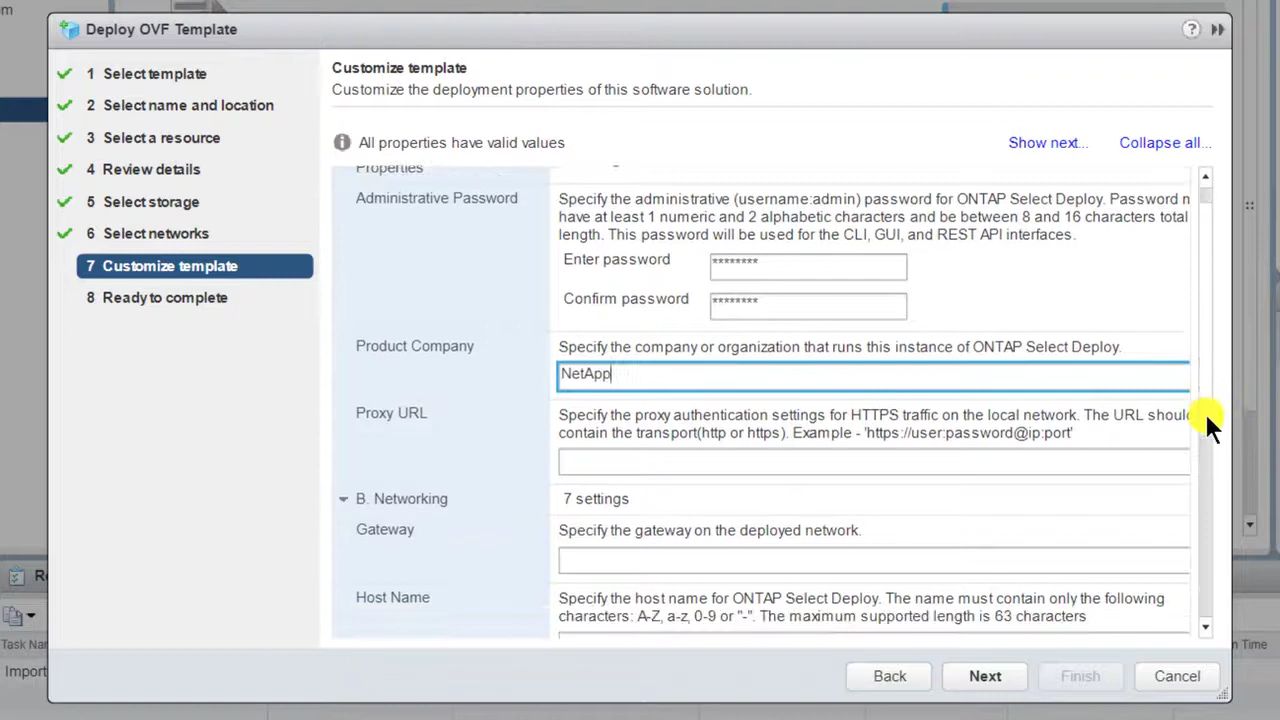 m
Deploy OVF Template
?
1 Select template
2 Select name and location
3 Select a resource
4 Review details
5 Select storage
6 Select networks
7 Customize template
8 Ready to complete
Customize template
Customize the deployment properties of this software solution.
All properties have valid values
Show next...
Collapse all...
Properties
Administrative Password
Specify the administrative (username:admin) password for ONTAP Select Deploy. Password n
have at least 1 numeric and 2 alphabetic characters and be between 8 and 16 characters total
length. This password will be used for the CLI, GUI, and REST API interfaces.
Enter password
********
Confirm password
********
Product Company
Specify the company or organization that runs this instance of ONTAP Select Deploy.
NetApp
Proxy URL
Specify the proxy authentication settings for HTTPS traffic on the local network. The URL shoul
contain the transport(http or https). Example - 'https://user:password@ip:port'
B. Networking
7 settings
Gateway
Specify the gateway on the deployed network.
Host Name
Specify the host name for ONTAP Select Deploy. The name must contain only the following
characters: A-Z, a-z, 0-9 or "-". The maximum supported length is 63 characters
Back
Next
Finish
Cancel
Re
Task Nam
Import
n Time